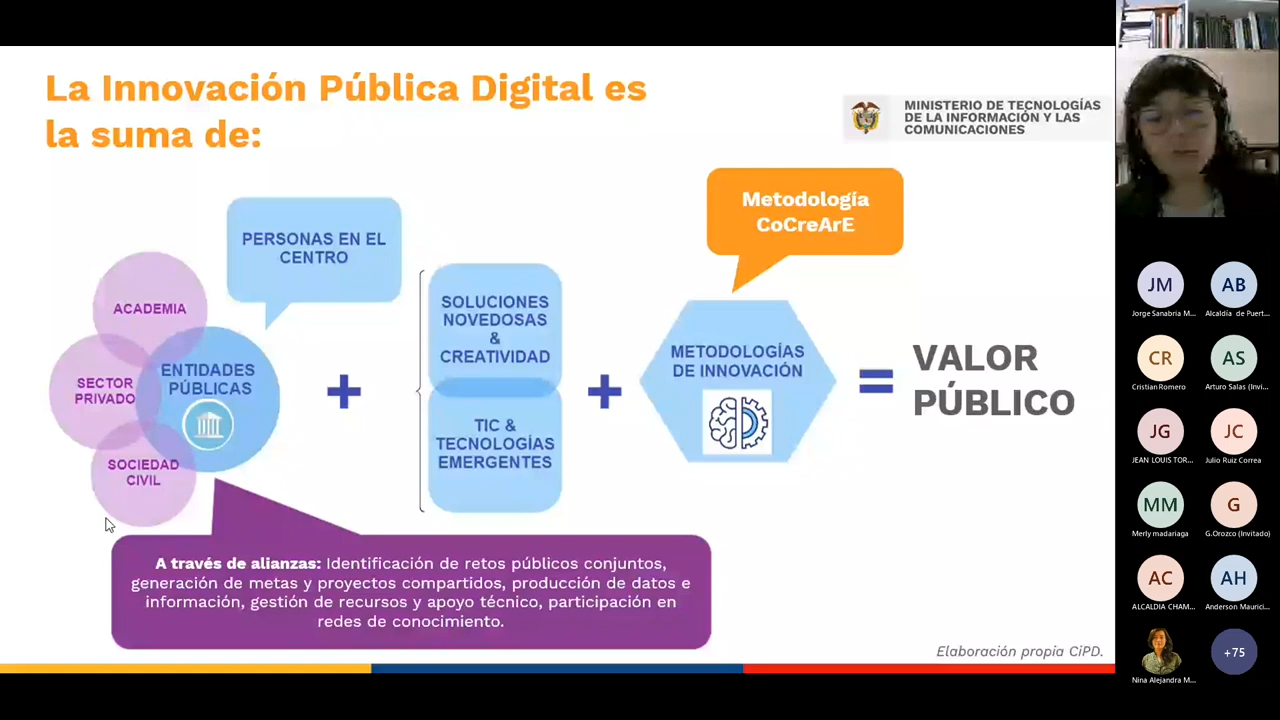 La Innovación Pública Digital es
la suma de:
MINISTERIO DE TECNOLOGÍAS
DE LA INFORMACIÓN Y LAS
COMUNICACIONES
Metodología
CoCreArE
PERSONAS EN EL
CENTRO
ACADEMIA
SECTOR
PRIVADO
SOCIEDAD
CIVIL
ENTIDADES
PÚBLICAS
+
SOLUCIONES
NOVEDOSAS
&
CREATIVIDAD
TIC &
TECNOLOGÍAS
EMERGENTES
+
METODOLOGÍAS
DE INNOVACIÓN
=
VALOR
PÚBLICO
A través de alianzas: Identificación de retos públicos conjuntos,
generación de metas y proyectos compartidos, producción de datos e
información, gestión de recursos y apoyo técnico, participación en
redes de conocimiento.
Elaboración propia CiPD.
JM
Jorge Sanabria M...
AB
Alcaldía de Puert...
CR
Cristian Romero
AS
Arturo Salas (Invi...
JG
JEAN LOUIS TOR...
JC
Julio Ruiz Correa
MM
Merly madariaga
G
G.Orozco (Invitado)
AC
ALCALDIA CHAM...
AH
Anderson Maurici...
Nina Alejandra M...
+75